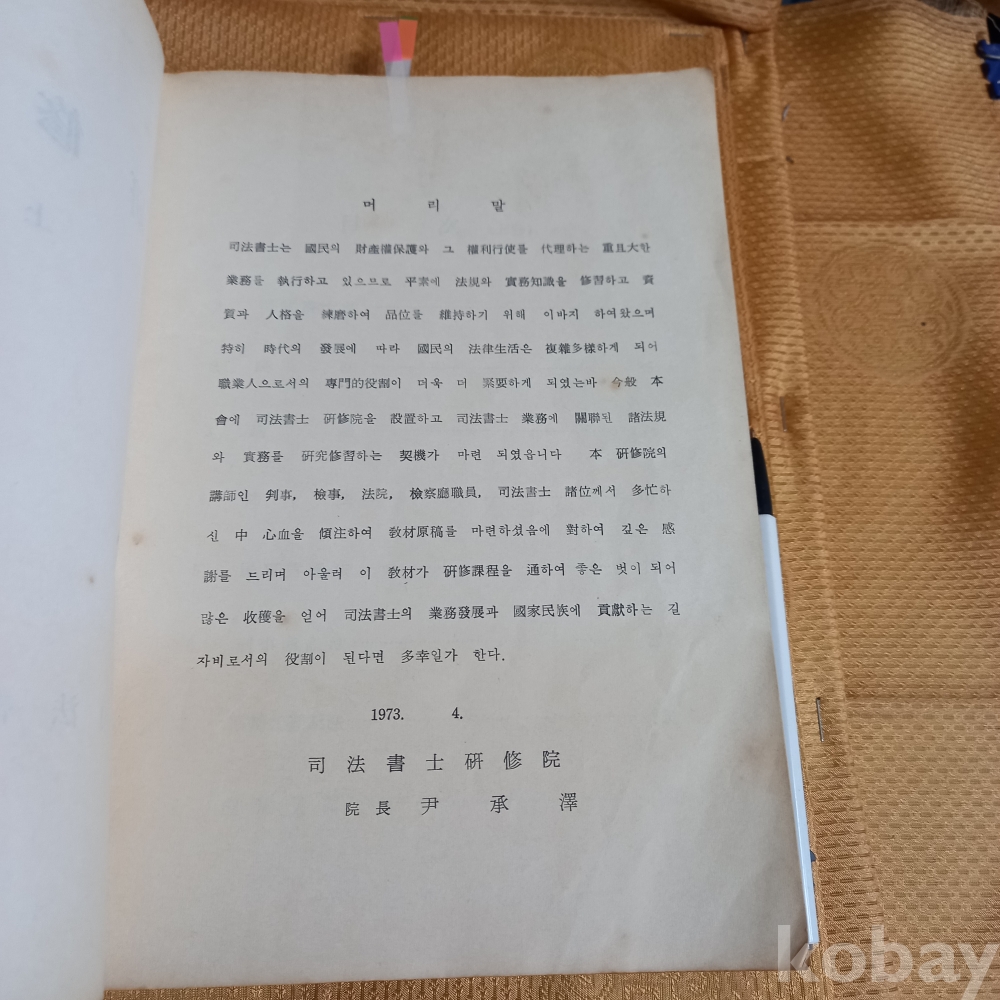 머 리 말
司法書士는 國民의 財產權保護와 그 權利行使를 代理하는 重且大한
業務를 執行하고 있으므로 平素에 法規와 實務知識을 修習하고 資
質과 人格을 練磨하여 品位를 維持하기 위해 이바지 하여왔으며
特히 時代의 發展에 따라 國民의 法律生活은 複雜多樣하게 되어
職業人으로서의 專門的役割이 더욱 더 緊要하게 되었는바 今般 本
會에 司法書士 硏修院을 設置하고 司法書士 業務에 關聯된 諸法規
와 實務를 硏究修習하는 契機가 마련 되었읍니다 本 硏修院의
講師인 判事, 檢事, 法院, 檢察廳職員, 司法書士 諸位께서 多忙하
신 中 心血을 傾注하여 敎材原稿를 마련하셨음에 對하여 깊은 感
謝를 드리며 아울러 이 敎材가 硏修課程을 通하여 좋은 벗이 되어
많은 收穫을 얻어 司法書士의 業務發展과 國家民族에 貢獻하는 길
자비로서의 役割이 된다면 多幸일가 한다.
1973. 4.
司法書士硏修院
院長 尹 承 澤
修
上
法
kobay